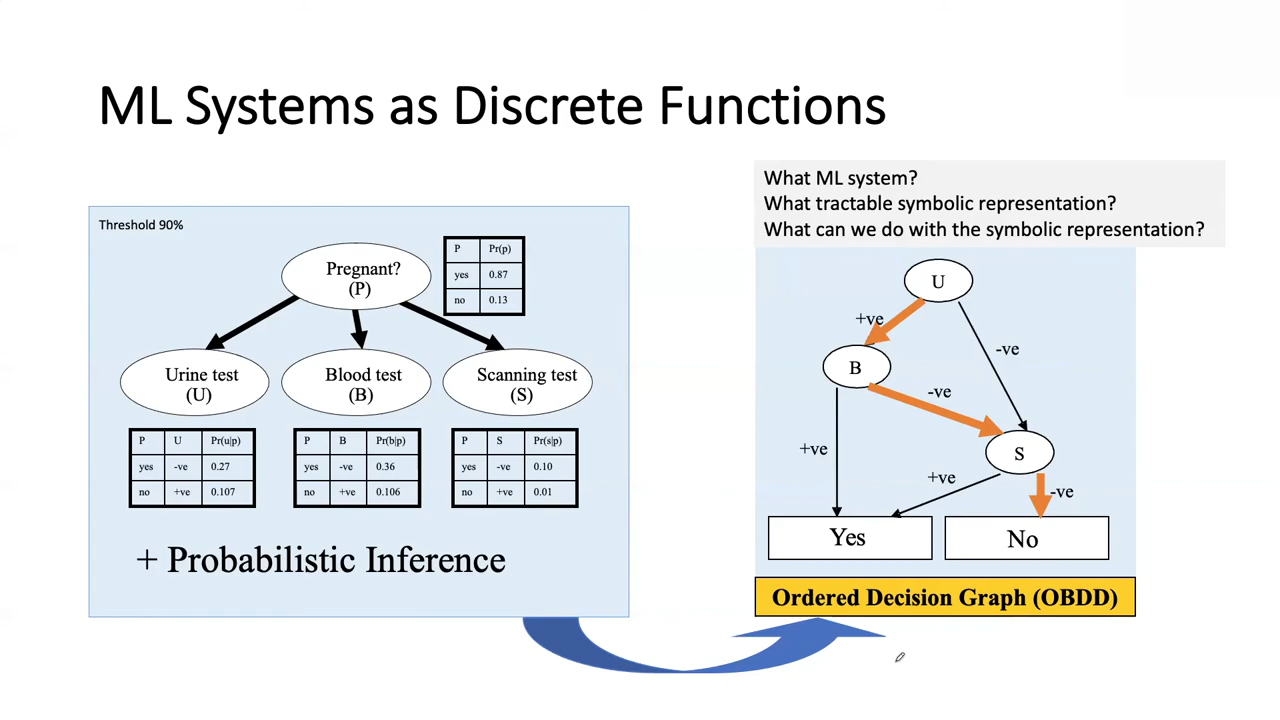 ML Systems as Discrete Functions
What ML system?
What tractable symbolic representation?
What can we do with the symbolic representation?
Threshold 90%
Pregnant?
(P)
P Pr(p)
yes 0.87
no 0.13
Urine test
(U)
Blood test
(B)
Scanning test
(S)
P U Pr(u|p)
yes -ve 0.27
no +ve 0.107
P B Pr(b|p)
yes -ve 0.36
no +ve 0.106
P S Pr(s|p)
yes -ve 0.10
no +ve 0.01
+ Probabilistic Inference
U
+ve
-ve
B
-ve
+ve
S
+ve
-ve
Yes
No
Ordered Decision Graph (OBDD)